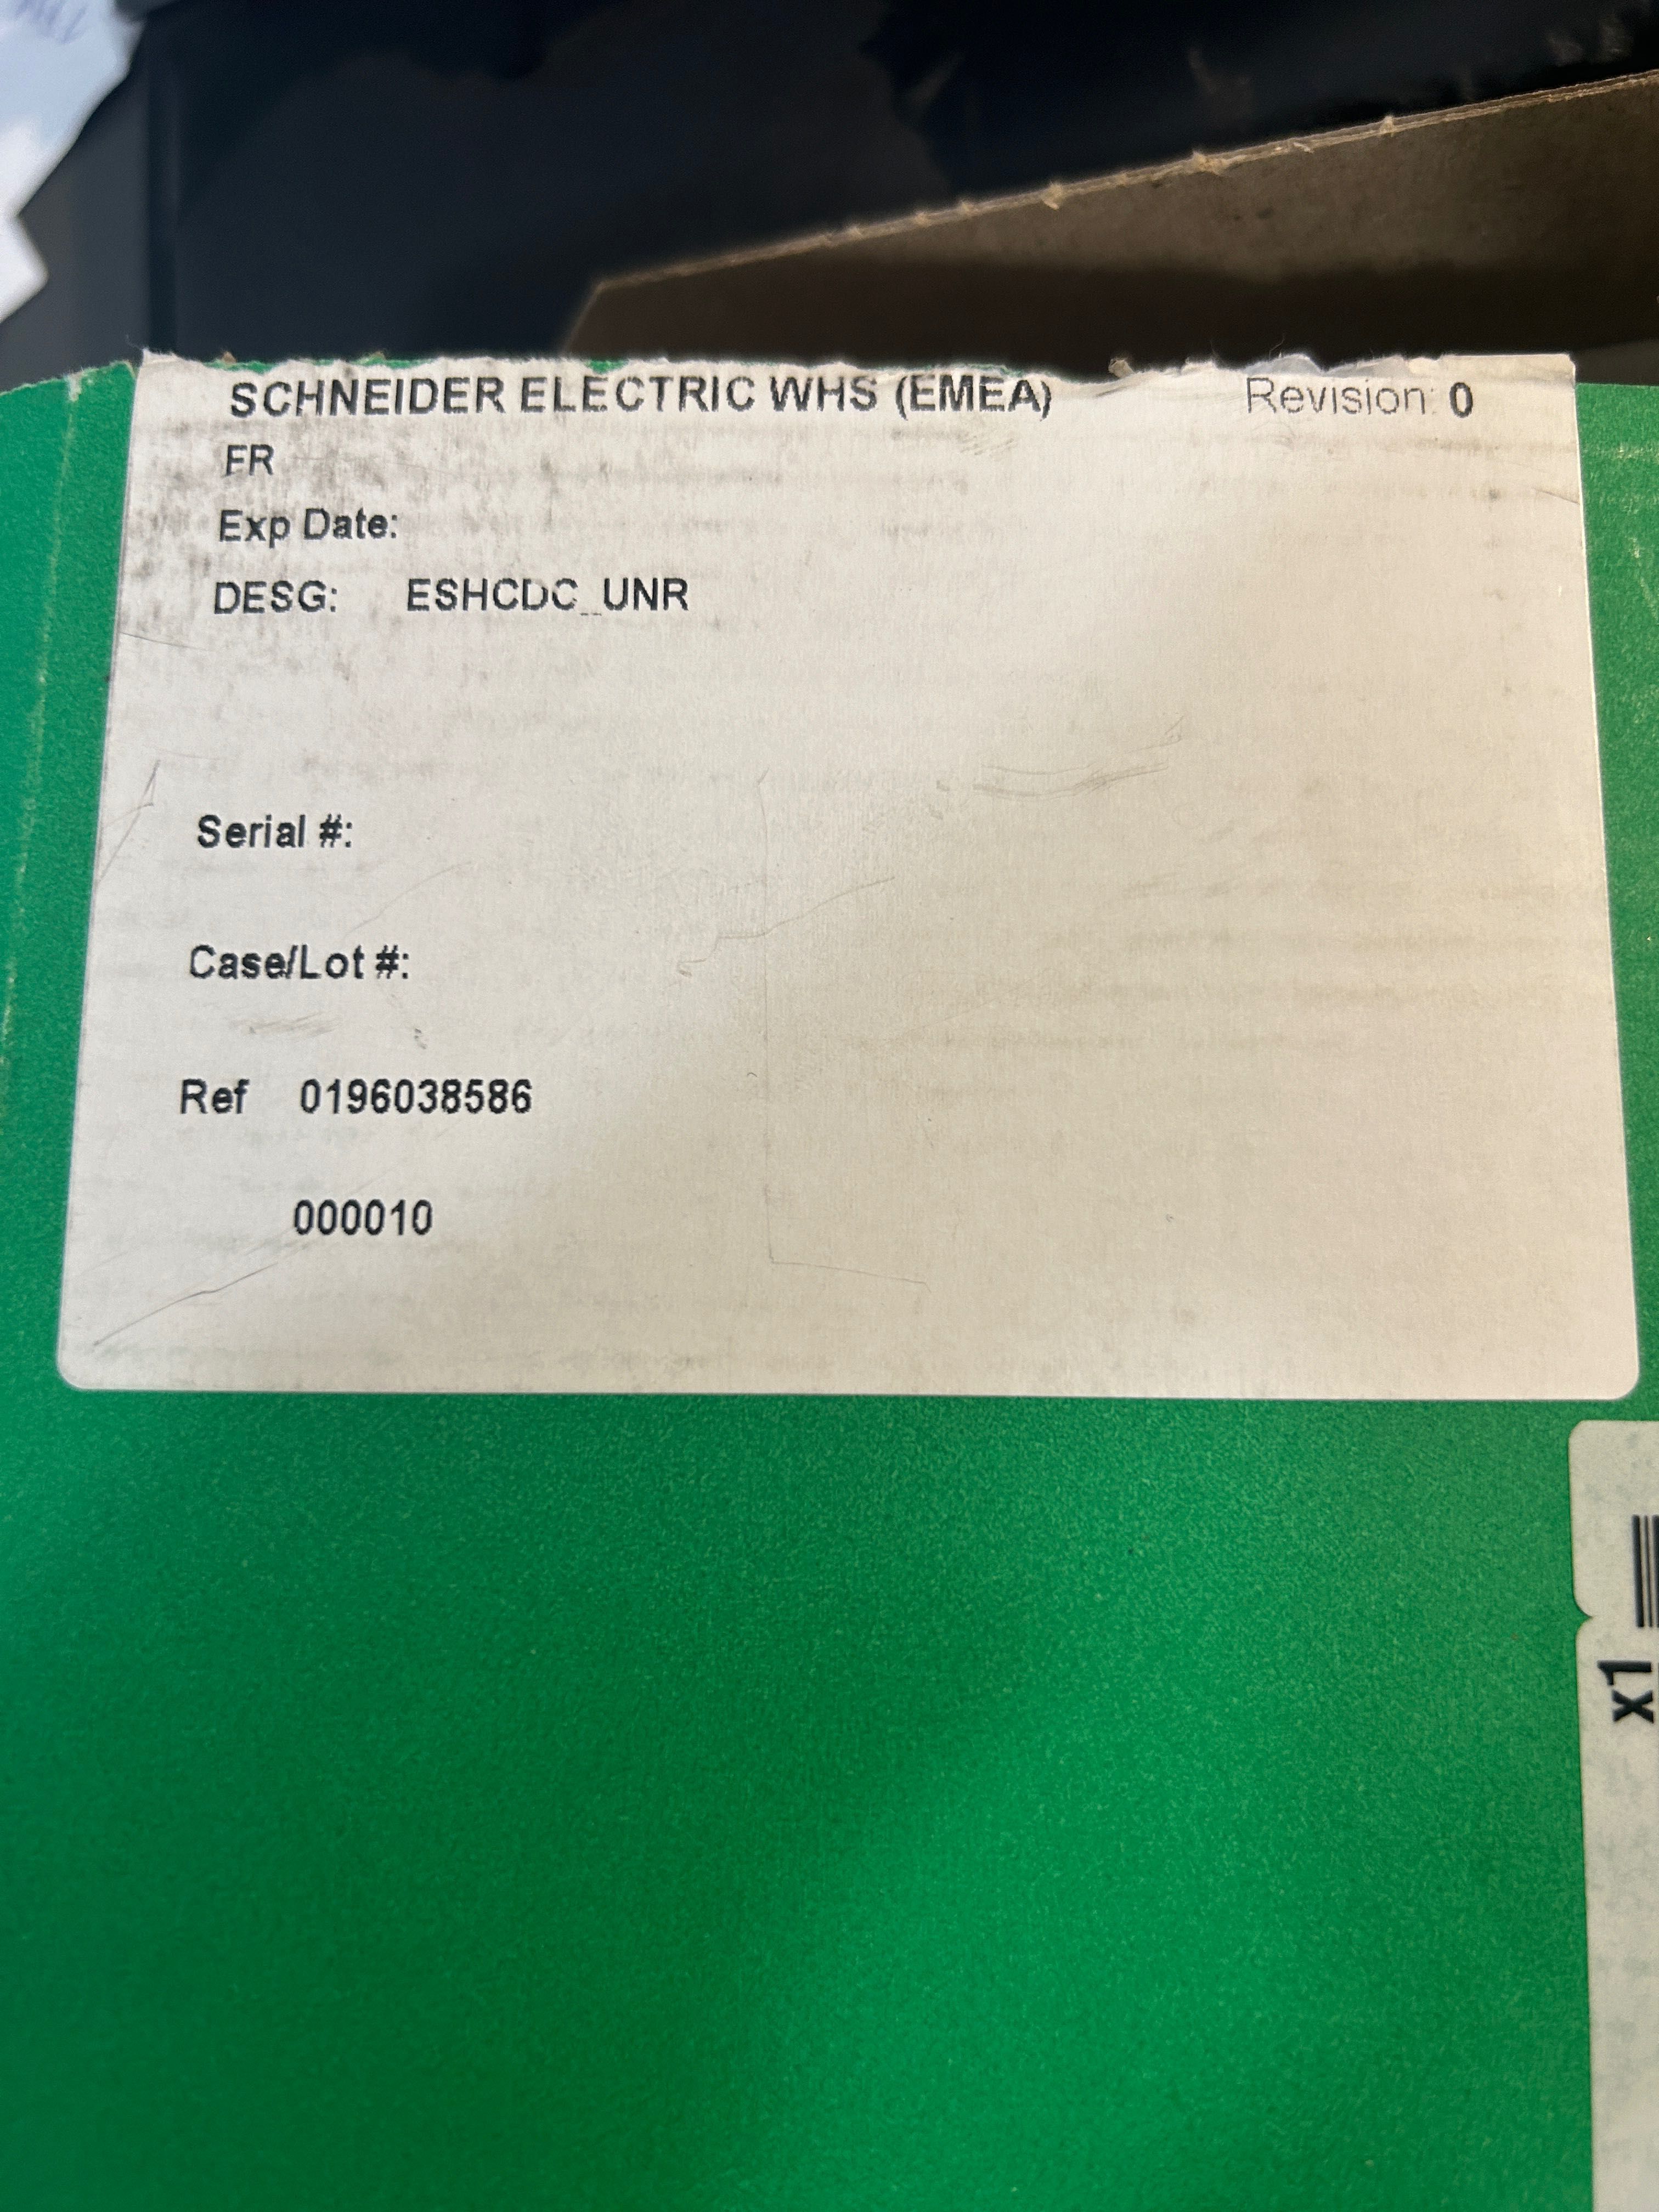 SCHNEIDER ELECTRIC WHS (EMEA) Revision: 0
FR
Exp Date:
DESG: ESHCDC_UNR
Serial #:
Case/Lot #:
Ref 0196038586
000010
x1